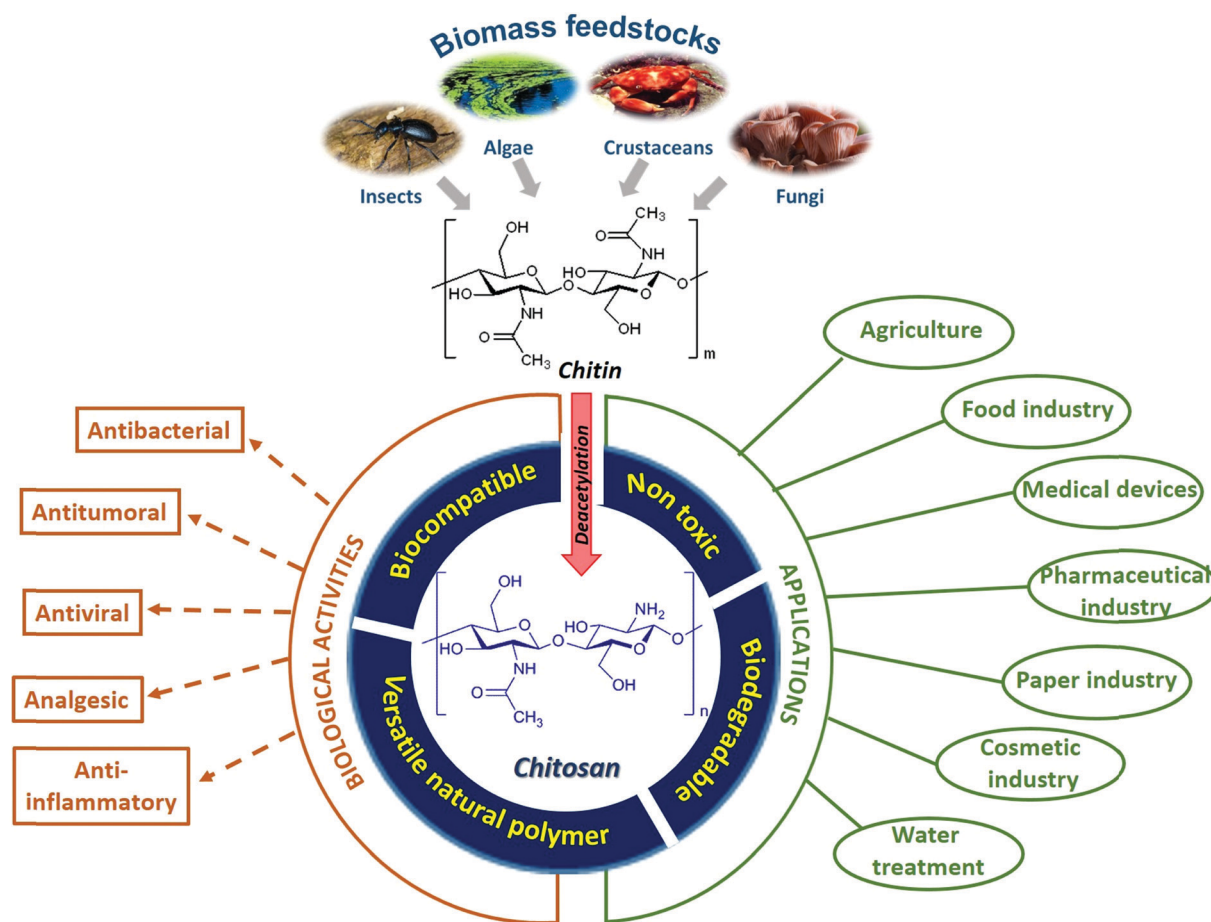 Biomass feedstocks
Insects
Algae
Crustaceans
Fungi
OH
O
HO
O
NH
O
CH₃
O
CH₃
O
NH
HO
O
O
OH
m
Chitin
Deacetylation
Biocompatible
Non toxic
Biodegradable
Versatile natural polymer
OH
O
HO
O
NH
O
CH₃
NH₂
HO
O
O
OH
n
Chitosan
BIOLOGICAL ACTIVITIES
Antibacterial
Antitumoral
Antiviral
Analgesic
Anti-
inflammatory
APPLICATIONS
Agriculture
Food industry
Medical devices
Pharmaceutical
industry
Paper industry
Cosmetic
industry
Water
treatment